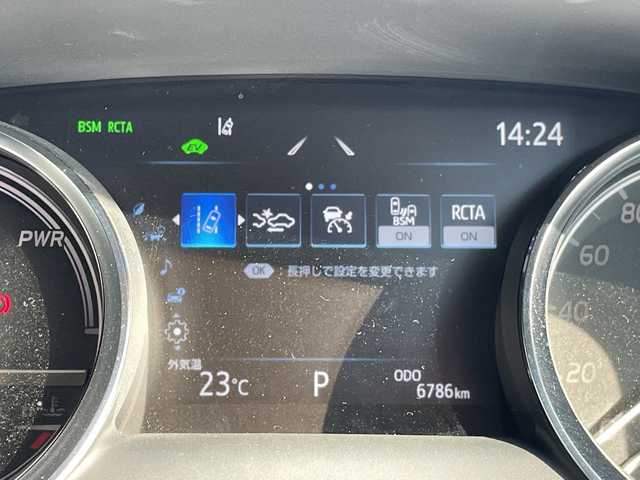 BSM RCTA
EV
14:24
PWR
BSM
ON
RCTA
ON
OK : 長押しで設定を変更できます
外気温
23℃
P
ODO
6786km
80
60
40
20